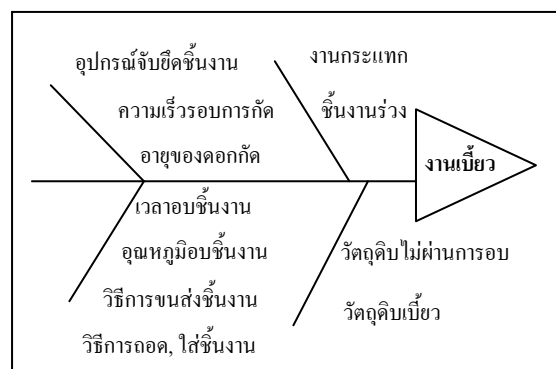 อุปกรณ์จับยึดชิ้นงาน
ความเร็วรอบการกัด
อายุของดอกกัด
งานกระแทก
ชิ้นงานร่วง
งานเบี้ยว
เวลาอบชิ้นงาน
อุณหภูมิอบชิ้นงาน
วิธีการขนส่งชิ้นงาน
วิธีการถอด, ใส่ชิ้นงาน
วัตถุดิบไม่ผ่านการอบ
วัตถุดิบเบี้ยว